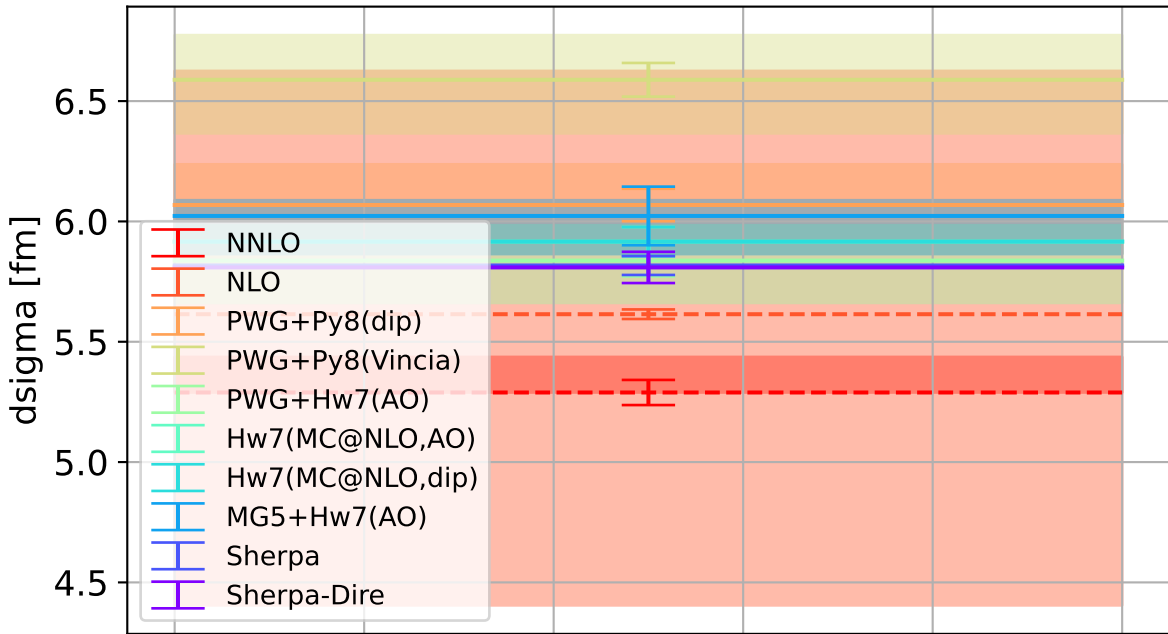 dsigma [fm]
6.5
6.0
5.5
5.0
4.5
NNLO
NLO
PWG+Py8(dip)
PWG+Py8(Vincia)
PWG+Hw7(AO)
Hw7(MC@NLO,AO)
Hw7(MC@NLO,dip)
MG5+Hw7(AO)
Sherpa
Sherpa-Dire